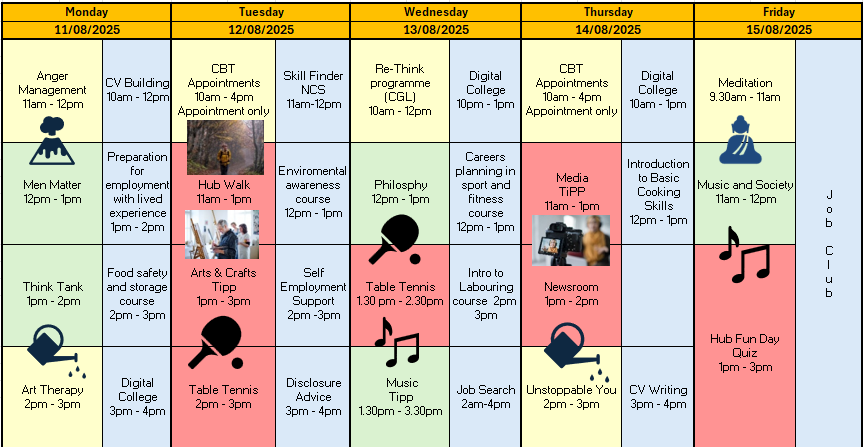 Monday
Tuesday
Wednesday
Thursday
Friday
11/08/2025
12/08/2025
13/08/2025
14/08/2025
15/08/2025
Anger
Management
11am - 12pm
CV Building
10am - 12pm
CBT
Appointments
10am - 4pm
Appointment only
Skill Finder
NCS
11am-12pm
Re-Think
programme
(CGL)
10am - 12pm
Digital
College
10pm - 1pm
CBT
Appointments
10am - 4pm
Appointment only
Digital
College
10am - 1pm
Meditation
9.30am - 11am
Men Matter
12pm - 1pm
Preparation
for
employment
with lived
experience
1pm - 2pm
Hub Walk
11am - 1pm
Enviromental
awareness
course
12pm - 1pm
Philosphy
12pm - 1pm
Careers
planning in
sport and
fitness
course
12pm - 1pm
Media
TiPP
11am - 1pm
Introduction
to Basic
Cooking
Skills
12pm - 1pm
Music and Society
11am - 12pm
Think Tank
1pm - 2pm
Food safety
and storage
course
2pm - 3pm
Arts & Crafts
Tipp
1pm - 3pm
Self
Employment
Support
2pm -3pm
Table Tennis
1.30 pm - 2.30pm
Intro to
Labouring
course 2pm
3pm
Newsroom
1pm - 2pm
Hub Fun Day
Quiz
1pm - 3pm
Art Therapy
2pm - 3pm
Digital
College
3pm - 4pm
Table Tennis
2pm - 3pm
Disclosure
Advice
3pm - 4pm
Music
Tipp
1.30pm - 3.30pm
Job Search
2am-4pm
Unstoppable You
2pm - 3pm
CV Writing
3pm - 4pm
Job Club